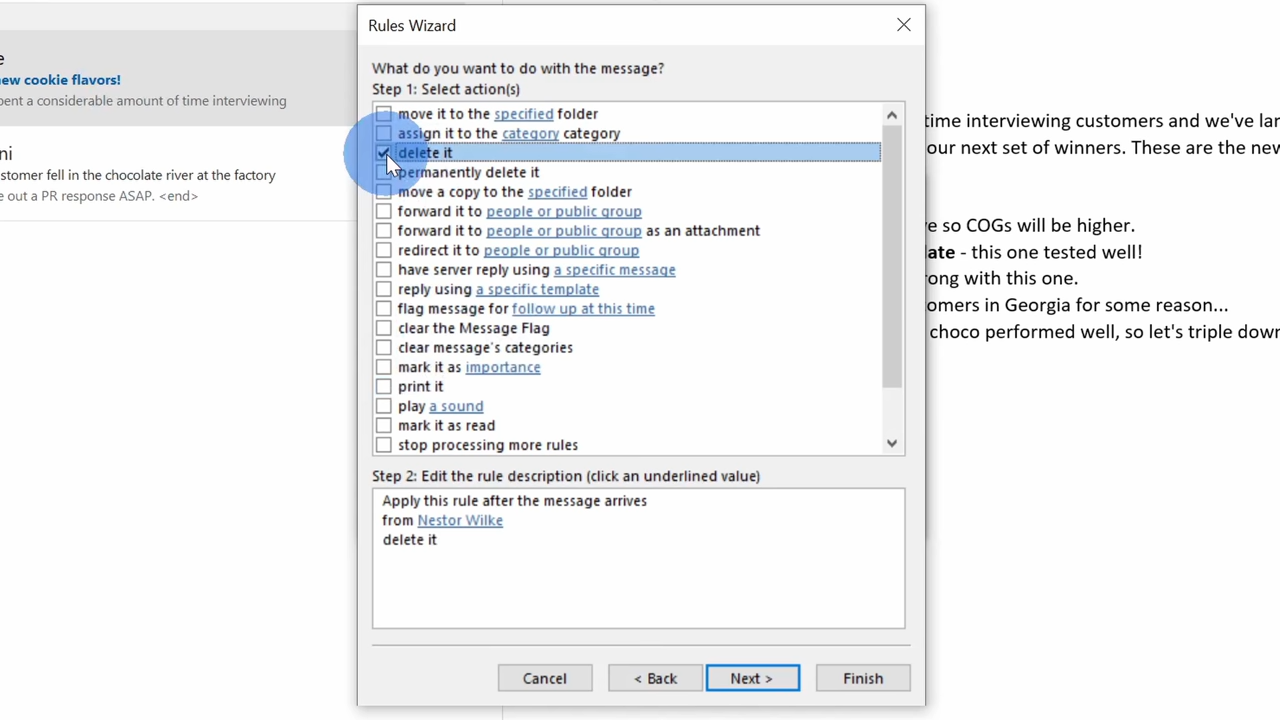 Rules Wizard
e
ew cookie flavors!
ent a considerable amount of time interviewing
ni
stomer fell in the chocolate river at the factory
e out a PR response ASAP. <end>
What do you want to do with the message?
Step 1: Select action(s)
move it to the specified folder
assign it to the category category
delete it
permanently delete it
move a copy to the specified folder
forward it to people or public group
forward it to people or public group as an attachment
redirect it to people or public group
have server reply using a specific message
reply using a specific template
flag message for follow up at this time
clear the Message Flag
clear message's categories
mark it as importance
print it
play a sound
mark it as read
stop processing more rules
Step 2: Edit the rule description (click an underlined value)
Apply this rule after the message arrives
from Nestor Wilke
delete it
Cancel
< Back
Next >
Finish
time interviewing customers and we've lar
our next set of winners. These are the new
ve so COGs will be higher.
late - this one tested well!
rong with this one.
omers in Georgia for some reason...
choco performed well, so let's triple down